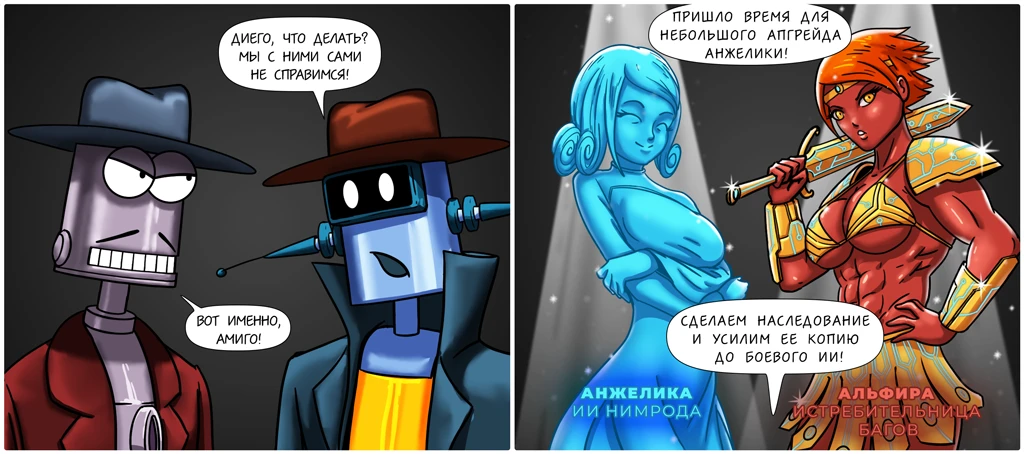 ДИЕГО, ЧТО ДЕЛАТЬ?
МЫ С НИМИ САМИ
НЕ СПРАВИМСЯ!
ВОТ ИМЕННО,
АМИГО!
ПРИШЛО ВРЕМЯ ДЛЯ
НЕБОЛЬШОГО АПГРЕЙДА
АНЖЕЛИКИ!
СДЕЛАЕМ НАСЛЕДОВАНИЕ
И УСИЛИМ ЕЕ КОПИЮ
ДО БОЕВОГО ИИ!
АНЖЕЛИКА
ИИ НИМРОДА
АЛЬФИРА
ИСТРЕБИТЕЛЬНИЦА
БАГОВ